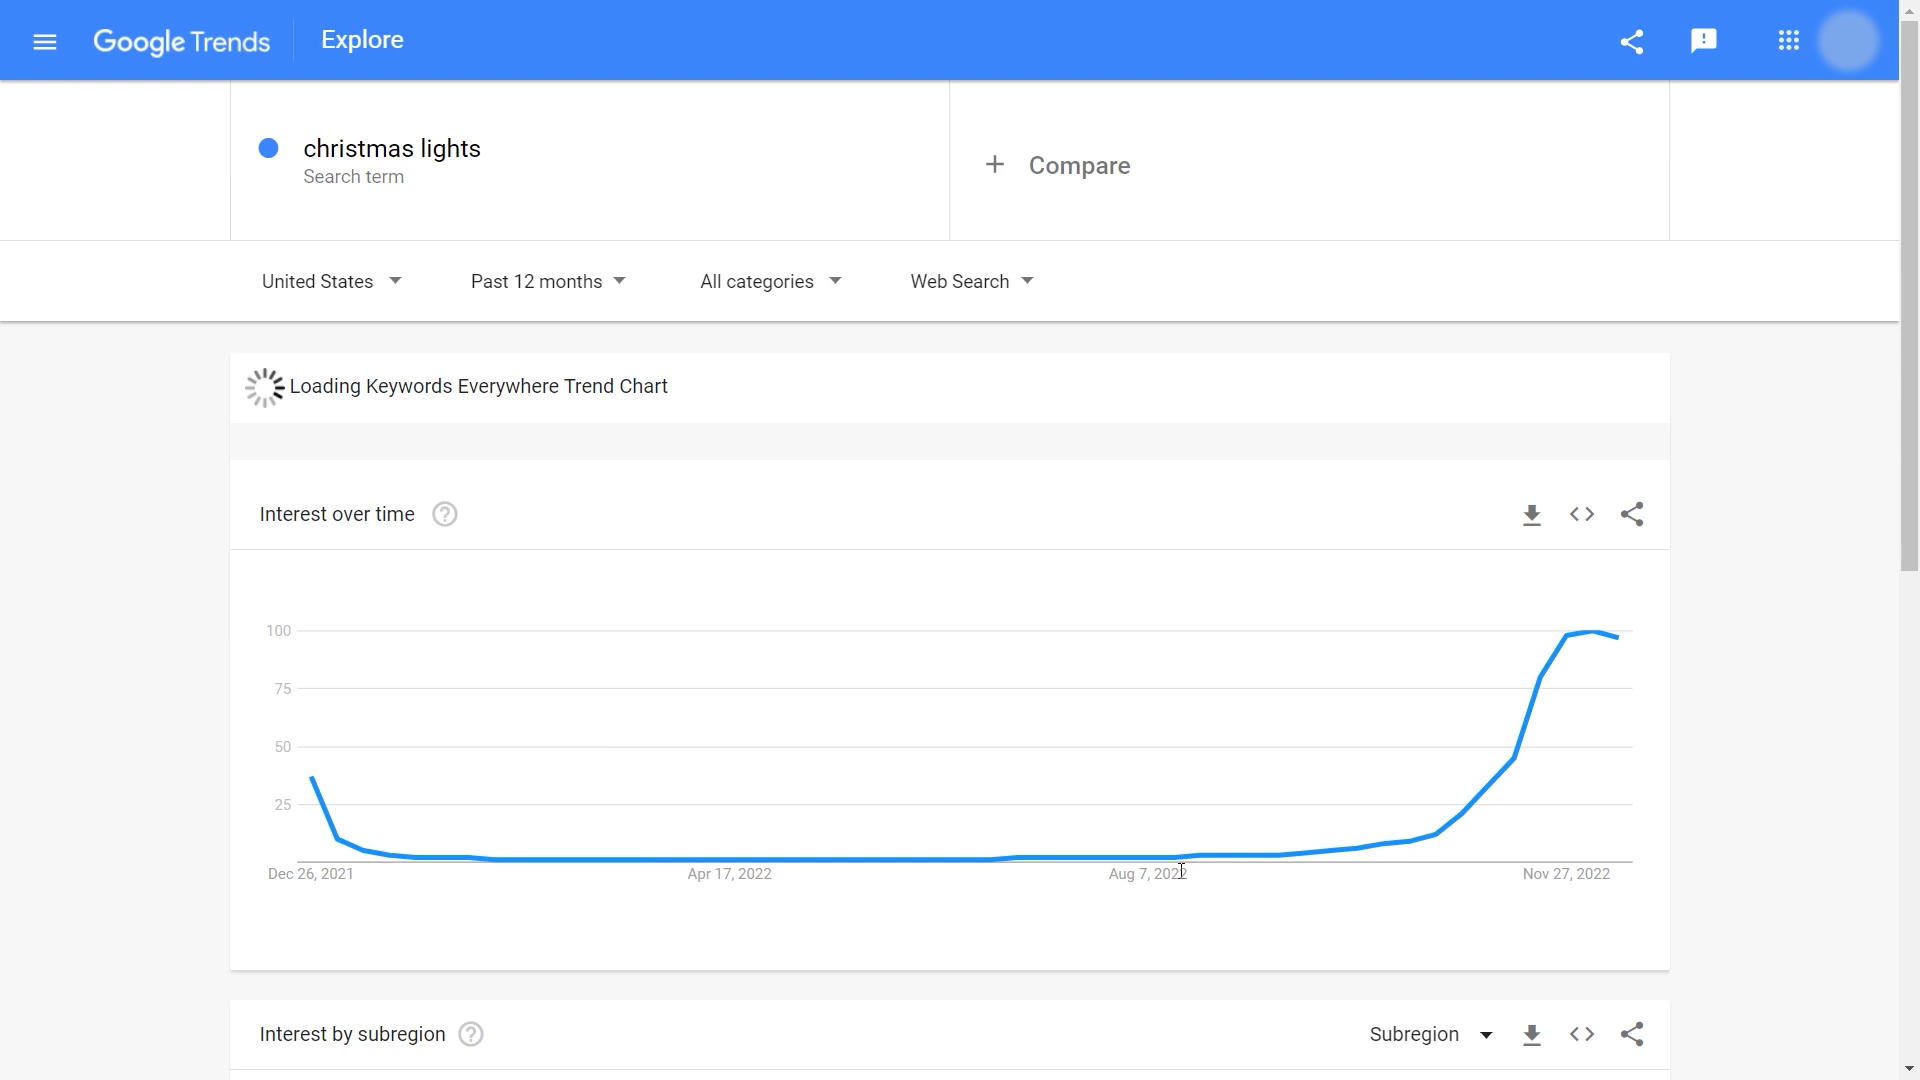 Google Trends
Explore
christmas lights
Search term
+ Compare
United States
Past 12 months
All categories
Web Search
Loading Keywords Everywhere Trend Chart
Interest over time
100
75
50
25
Dec 26, 2021
Apr 17, 2022
Aug 7, 2022
Nov 27, 2022
Interest by subregion
Subregion